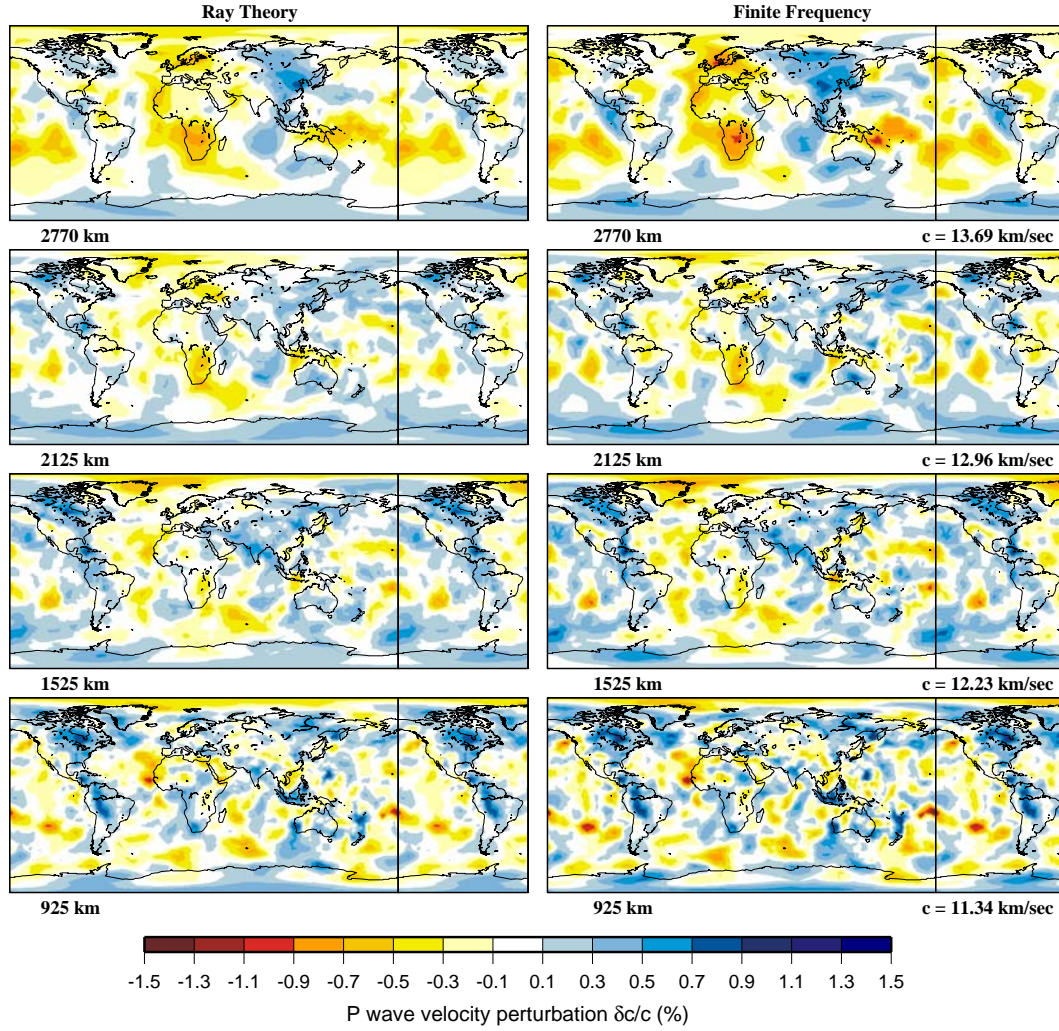 Ray Theory Finite Frequency
2770 km 2770 km c = 13.69 km/sec
2125 km 2125 km c = 12.96 km/sec
1525 km 1525 km c = 12.23 km/sec
925 km 925 km c = 11.34 km/sec
-1.5 -1.3 -1.1 -0.9 -0.7 -0.5 -0.3 -0.1 0.1 0.3 0.5 0.7 0.9 1.1 1.3 1.5
P wave velocity perturbation δc/c (%)